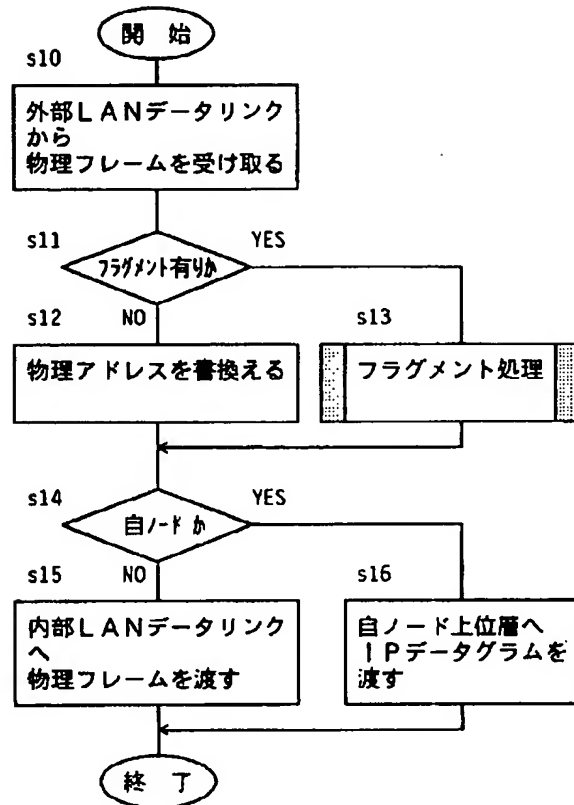 開 始
s10
外部LANデータリンク
から
物理フレームを受け取る
s11
YES
フラグメント有りか
s12
NO
s13
物理アドレスを書換える
フラグメント処理
s14
YES
自ノードか
s15
NO
s16
内部LANデータリンク
へ
物理フレームを渡す
自ノード上位層へ
IPデータグラムを
渡す
終 了